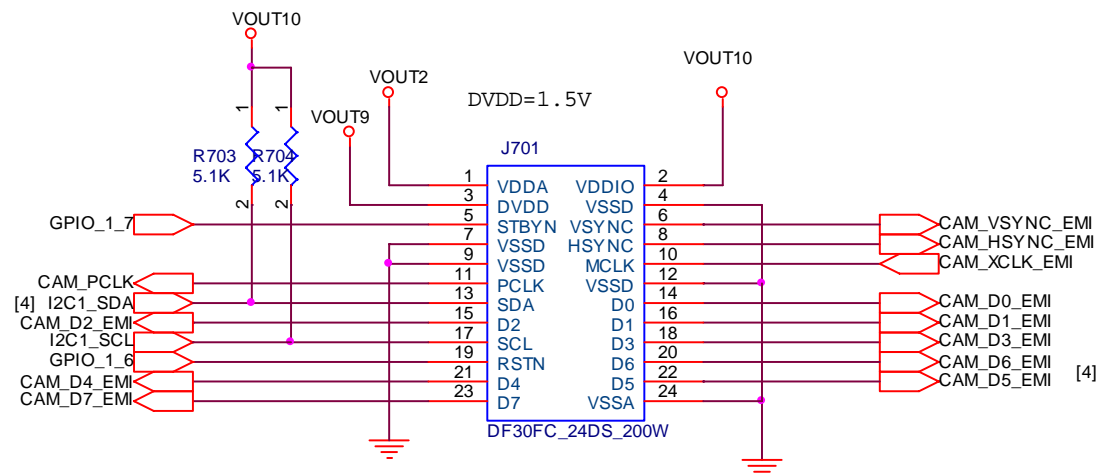 VOUT10
VOUT2
VOUT10
DVDD=1.5V
VOUT9
1
1
J701
R703
R704
5.1K
5.1K
1 VDDA VDDIO 2
3 DVDD VSSD 4
2
2
GPIO_1_7 5 STBYN VSYNC 6 CAM_VSYNC_EMI
7 VSSD HSYNC 8 CAM_HSYNC_EMI
9 VSSD MCLK 10 CAM_XCLK_EMI
CAM_PCLK 11 PCLK VSSD 12
[4] I2C1_SDA 13 SDA D0 14 CAM_D0_EMI
CAM_D2_EMI 15 D2 D1 16 CAM_D1_EMI
I2C1_SCL 17 SCL D3 18 CAM_D3_EMI
GPIO_1_6 19 RSTN D6 20 CAM_D6_EMI
CAM_D4_EMI 21 D4 D5 22 CAM_D5_EMI [4]
CAM_D7_EMI 23 D7 VSSA 24
DF30FC_24DS_200W